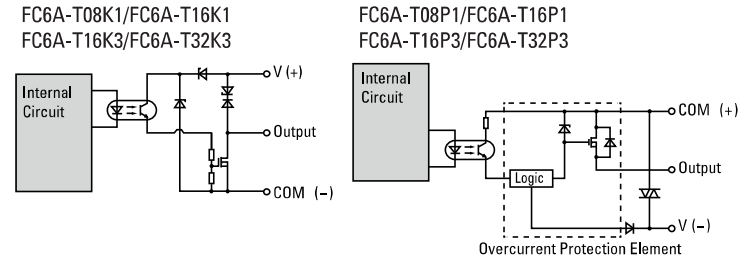 FC6A-T08K1/FC6A-T16K1
FC6A-T16K3/FC6A-T32K3
Internal
Circuit
V (+)
Output
COM (−)
FC6A-T08P1/FC6A-T16P1
FC6A-T16P3/FC6A-T32P3
Internal
Circuit
COM (+)
Output
Logic
V (−)
Overcurrent Protection Element